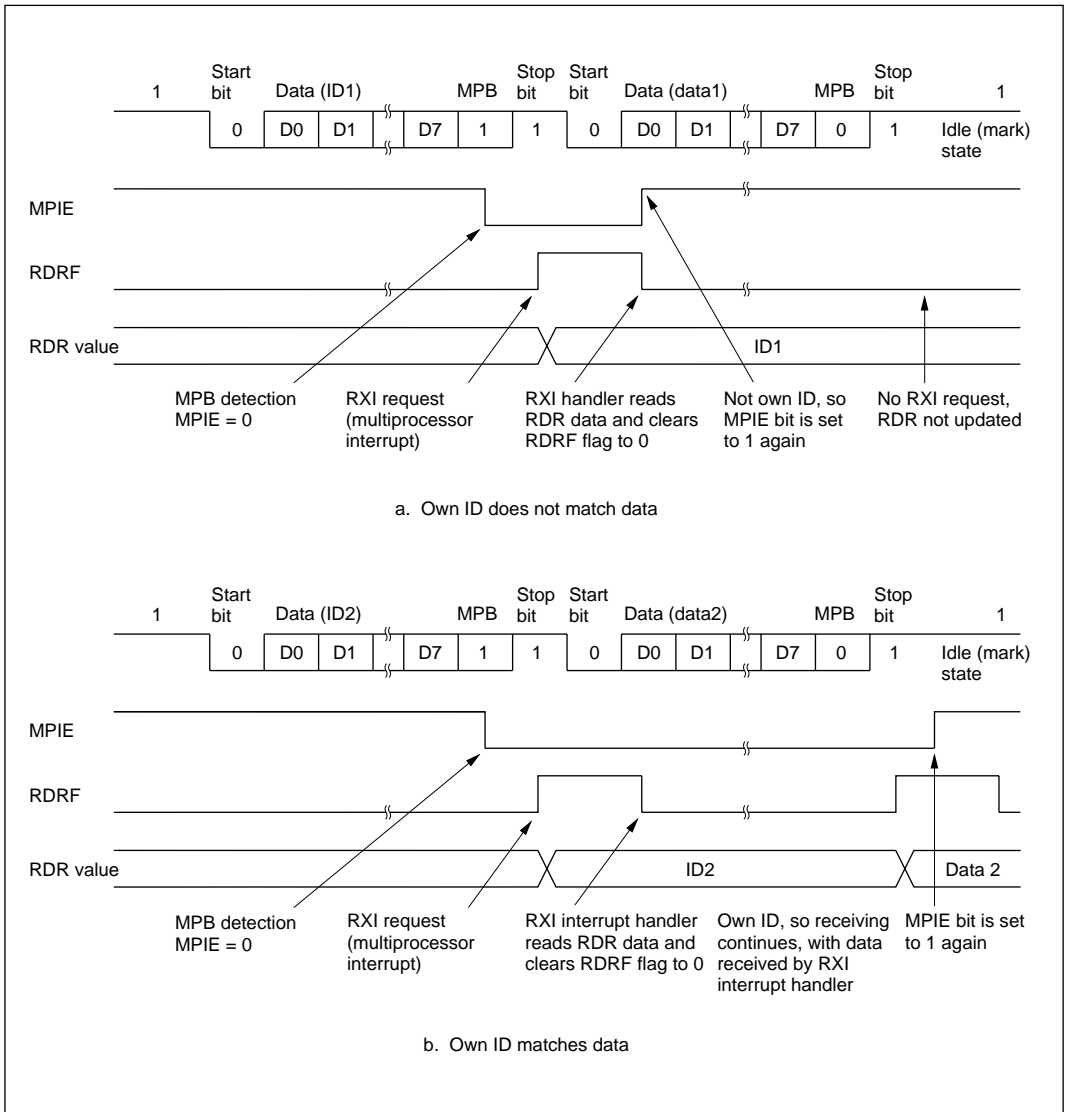 Start bit
Data (ID1)
MPB
Stop bit
Start bit
Data (data1)
MPB
Stop bit
1
1
0 D0 D1 D7 1 1 0 D0 D1 D7 0 1
Idle (mark) state
MPIE
RDRF
RDR value
ID1
MPB detection
MPIE = 0
RXI request
(multiprocessor
interrupt)
RXI handler reads
RDR data and clears
RDRF flag to 0
Not own ID, so
MPIE bit is set
to 1 again
No RXI request,
RDR not updated
a. Own ID does not match data
Start bit
Data (ID2)
MPB
Stop bit
Start bit
Data (data2)
MPB
Stop bit
1
1
0 D0 D1 D7 1 1 0 D0 D1 D7 0 1
Idle (mark) state
MPIE
RDRF
RDR value
ID2
Data 2
MPB detection
MPIE = 0
RXI request
(multiprocessor
interrupt)
RXI interrupt handler
reads RDR data and
clears RDRF flag to 0
Own ID, so receiving
continues, with data
received by RXI
interrupt handler
MPIE bit is set
to 1 again
b. Own ID matches data